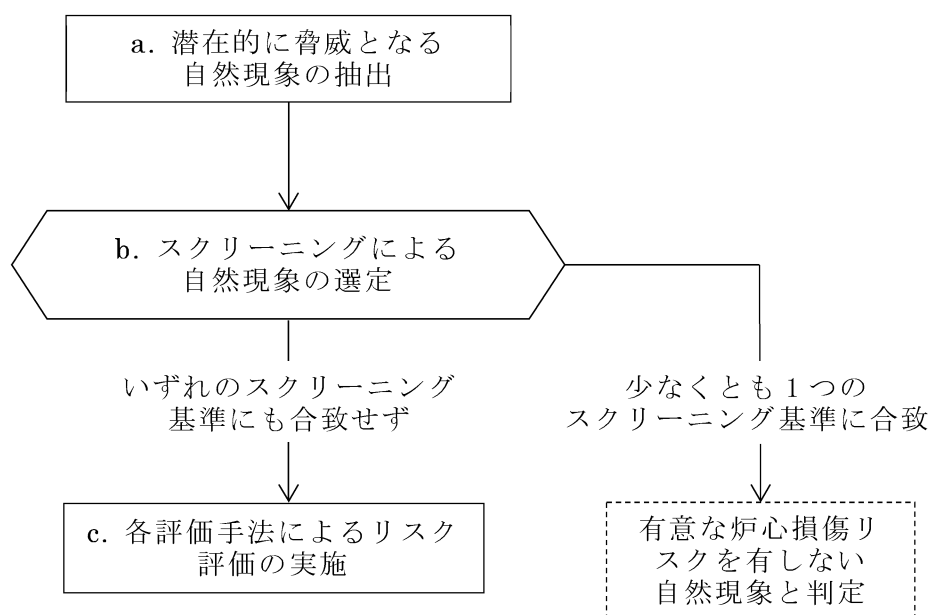 a. 潜在的に脅威となる
自然現象の抽出
b. スクリーニングによる
自然現象の選定
いずれのスクリーニング
基準にも合致せず
少なくとも1つの
スクリーニング基準に合致
c. 各評価手法によるリスク
評価の実施
有意な炉心損傷リ
スクを有しない
自然現象と判定